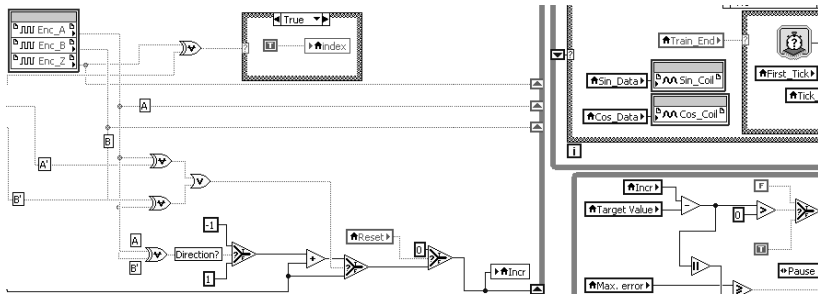 Enc_A
Enc_B
Enc_Z
True
T
index
A
B
A'
B'
A
B'
Direction?
-1
1
+
Reset
0
Incr
Train_End
Sin_Data
Sin_Coil
Cos_Data
Cos_Coil
First_Tick
Tick_
i
Incr
Target Value
-
0
>
F
T
?
Pause
Max. error
≥